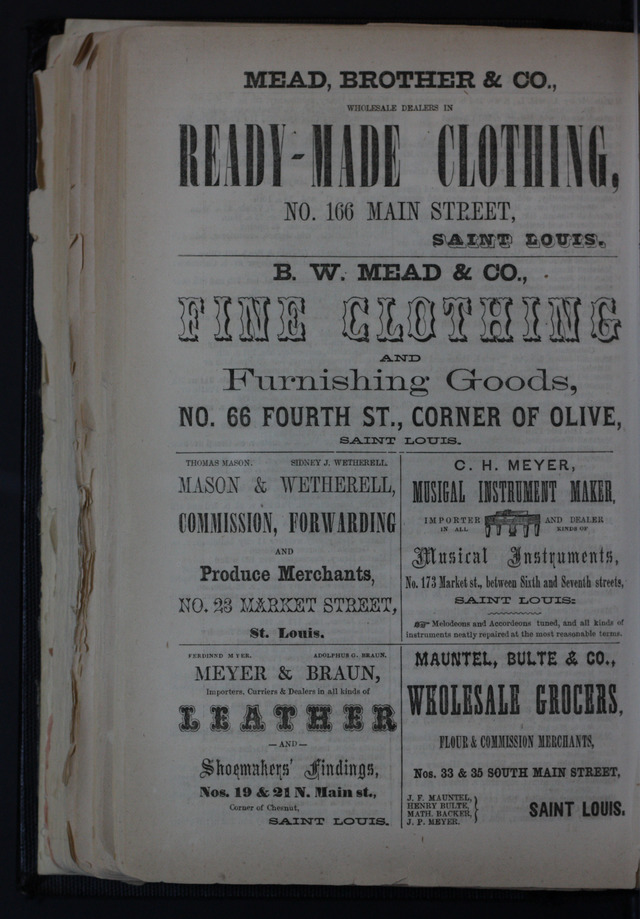 MEAD, BROTHER & CO.,
WHOLESALE DEALERS IN
READY-MADE CLOTHING,
NO. 166 MAIN STREET,
SAINT LOUIS.
B. W. MEAD & CO.,
FINE CLOTHING
AND
Furnishing Goods,
NO. 66 FOURTH ST., CORNER OF OLIVE,
SAINT LOUIS.
THOMAS MASON. SIDNEY J. WETHERELL.
MASON & WETHERELL,
COMMISSION, FORWARDING
AND
Produce Merchants,
NO. 23 MARKET STREET,
St. Louis.
C. H. MEYER,
MUSICAL INSTRUMENT MAKER,
IMPORTER AND DEALER
IN ALL KINDS OF
Musical Instruments,
No. 173 Market st., between Sixth and Seventh streets,
SAINT LOUIS:
☞ Melodeons and Accordeons tuned, and all kinds of
instruments neatly repaired at the most reasonable terms.
FERDINND M YER. ADOLPHUS G. BRAUN.
MEYER & BRAUN,
Importers, Curriers & Dealers in all kinds of
LEATHER
—AND—
Shoemakers' Findings,
Nos. 19 & 21 N. Main st.,
Corner of Chesnut,
SAINT LOUIS.
MAUNTEL, BULTE & CO.,
WHOLESALE GROCERS,
FLOUR & COMMISSION MERCHANTS,
Nos. 33 & 35 SOUTH MAIN STREET,
J. F. MAUNTEL,
HENRY BULTE,
MATH. BACKER,
J. P. MEYER.
SAINT LOUIS.